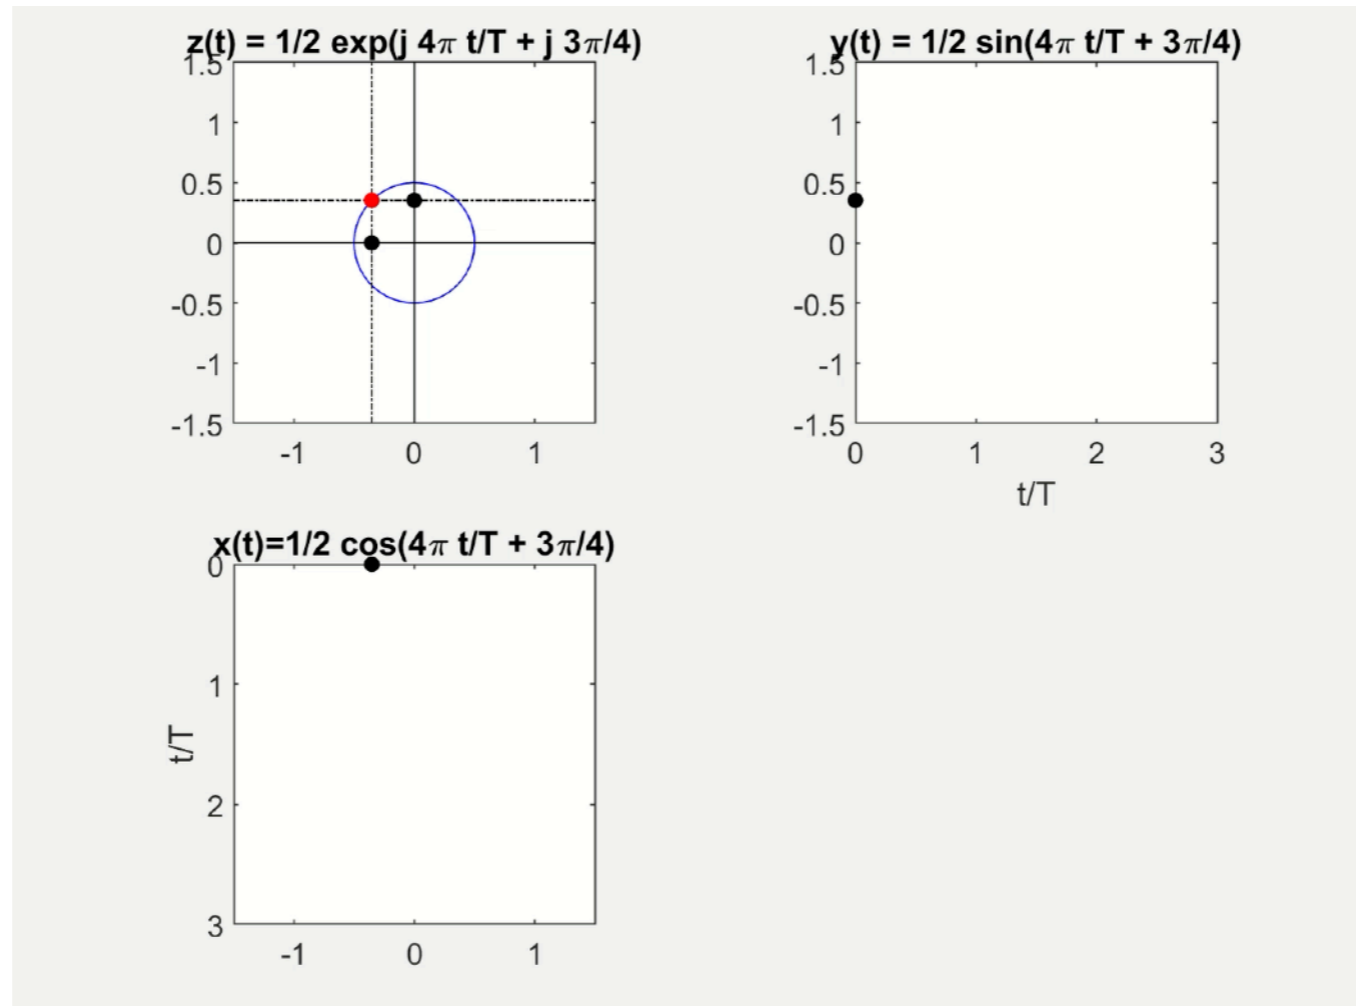 z(t) = 1/2 exp(j 4π t/T + j 3π/4)
1.5
1
0.5
0
-0.5
-1
-1.5
-1 0 1
y(t) = 1/2 sin(4π t/T + 3π/4)
1.5
1
0.5
0
-0.5
-1
-1.5
0 1 2 3
t/T
x(t)=1/2 cos(4π t/T + 3π/4)
0
1
2
3
t/T
-1 0 1